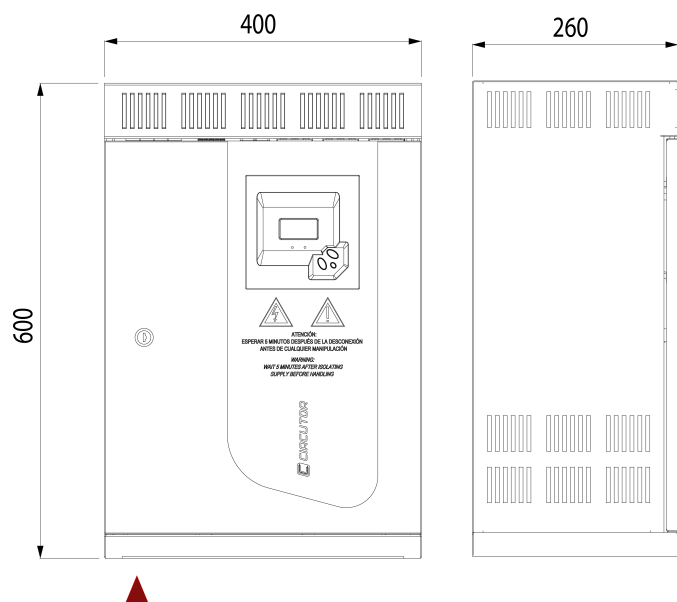 400
260
600
ATENCIÓN:
ESPERAR 5 MINUTOS DESPUÉS DE LA DESCONEXIÓN
ANTES DE CUALQUIER MANIPULACIÓN
WARNING:
WAIT 5 MINUTES AFTER ISOLATING
SUPPLY BEFORE HANDLING
CIRCUTOR